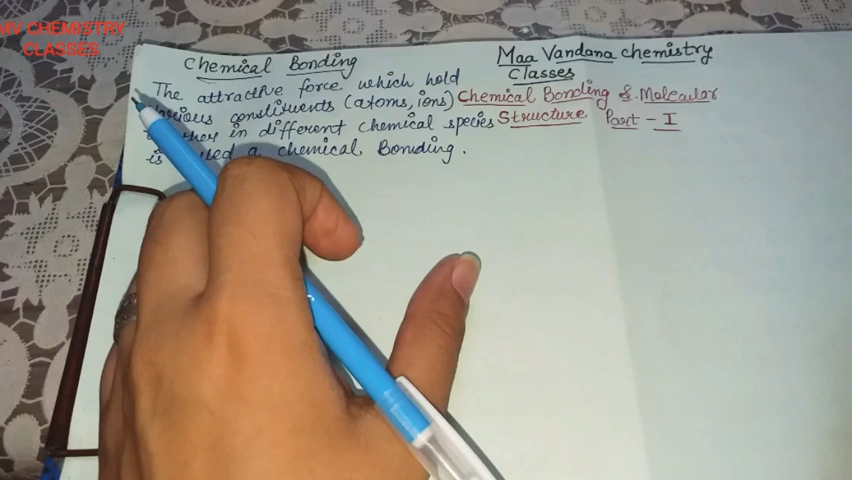 MV CHEMISTRY
CLASSES
Chemical Bonding
The attractive force which hold
constituents (atoms, ions)
in different chemical species
is a chemical Bonding.
Maa Vandana chemistry
Classes
Chemical Bonding & Molecular
Structure Part - I